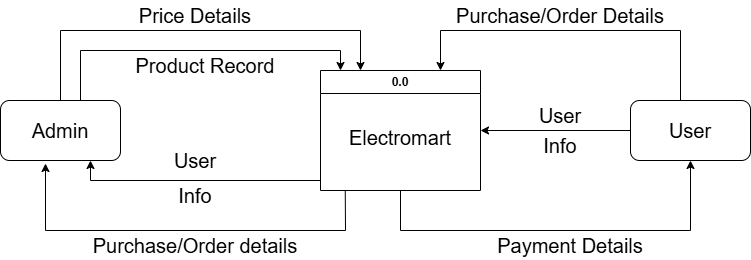 Price Details
Purchase/Order Details
Product Record
0.0
Admin
Electromart
User
User
Info
User
Info
Purchase/Order details
Payment Details